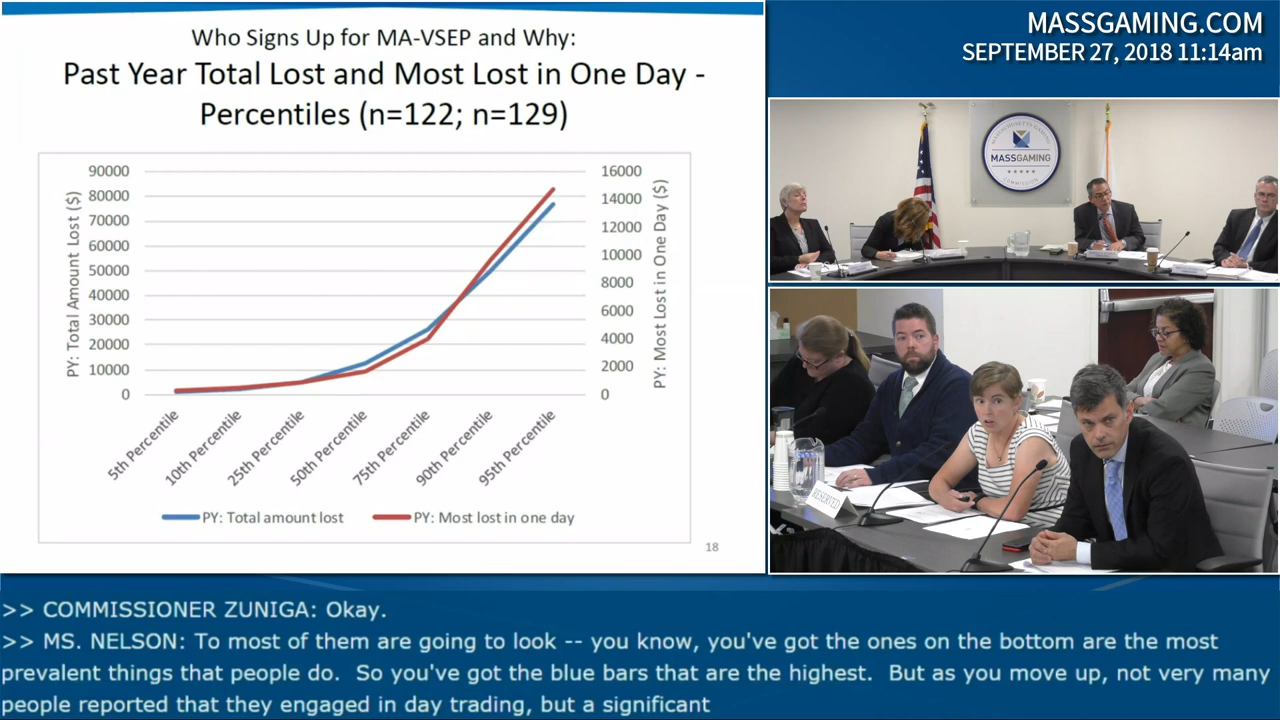 Who Signs Up for MA-VSEP and Why:
Past Year Total Lost and Most Lost in One Day -
Percentiles (n=122; n=129)
PY: Total Amount Lost ($)
90000
80000
70000
60000
50000
40000
30000
20000
10000
0
16000
14000
12000
10000
8000
6000
4000
2000
0
PY: Most Lost in One Day ($)
5th Percentile
10th Percentile
25th Percentile
50th Percentile
75th Percentile
90th Percentile
95th Percentile
PY: Total amount lost
PY: Most lost in one day
18
MASSGAMING.COM
SEPTEMBER 27, 2018 11:14am
MASSACHUSETTS GAMING
MASSGAMING
COMMISSION
RESERVED
>> COMMISSIONER ZUNIGA: Okay.
>> MS. NELSON: To most of them are going to look -- you know, you've got the ones on the bottom are the most
prevalent things that people do.  So you've got the blue bars that are the highest.  But as you move up, not very many
people reported that they engaged in day trading, but a significant